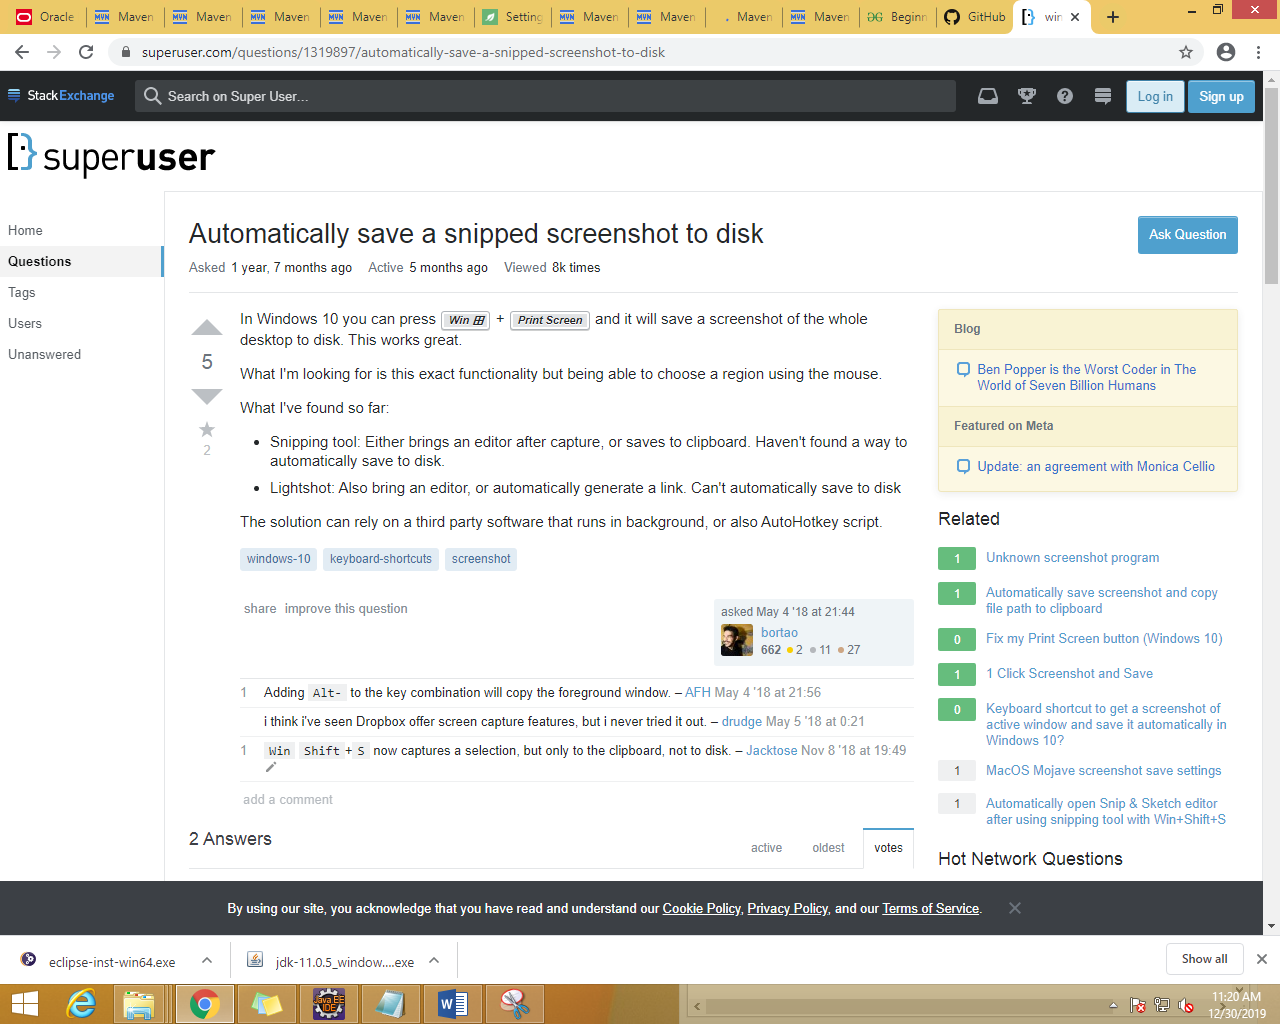 Oracle
Maven
Maven
Maven
Maven
Maven
Setting
Maven
Maven
Maven
Maven
Beginn
GitHub
win
superuser.com/questions/1319897/automatically-save-a-snipped-screenshot-to-disk
StackExchange
Search on Super User...
Log in
Sign up
superuser
Home
Questions
Tags
Users
Unanswered
Automatically save a snipped screenshot to disk
Asked 1 year, 7 months ago Active 5 months ago Viewed 8k times
Ask Question
5
2
In Windows 10 you can press Win + Print Screen and it will save a screenshot of the whole
desktop to disk. This works great.
What I'm looking for is this exact functionality but being able to choose a region using the mouse.
What I've found so far:
• Snipping tool: Either brings an editor after capture, or saves to clipboard. Haven't found a way to
automatically save to disk.
• Lightshot: Also bring an editor, or automatically generate a link. Can't automatically save to disk
The solution can rely on a third party software that runs in background, or also AutoHotkey script.
windows-10 keyboard-shortcuts screenshot
share improve this question
asked May 4 '18 at 21:44
bortao
662 ●2 ●11 ●27
1 Adding Alt- to the key combination will copy the foreground window. – AFH May 4 '18 at 21:56
i think i've seen Dropbox offer screen capture features, but i never tried it out. – drudge May 5 '18 at 0:21
1 Win Shift+S now captures a selection, but only to the clipboard, not to disk. – Jacktose Nov 8 '18 at 19:49
add a comment
2 Answers
active oldest votes
Blog
Ben Popper is the Worst Coder in The
World of Seven Billion Humans
Featured on Meta
Update: an agreement with Monica Cellio
Related
1 Unknown screenshot program
1 Automatically save screenshot and copy
file path to clipboard
0 Fix my Print Screen button (Windows 10)
1 1 Click Screenshot and Save
0 Keyboard shortcut to get a screenshot of
active window and save it automatically in
Windows 10?
1 MacOS Mojave screenshot save settings
1 Automatically open Snip & Sketch editor
after using snipping tool with Win+Shift+S
Hot Network Questions
By using our site, you acknowledge that you have read and understand our Cookie Policy, Privacy Policy, and our Terms of Service.
eclipse-inst-win64.exe
jdk-11.0.5_window....exe
Show all
Java EE
IDE
11:20 AM
12/30/2019